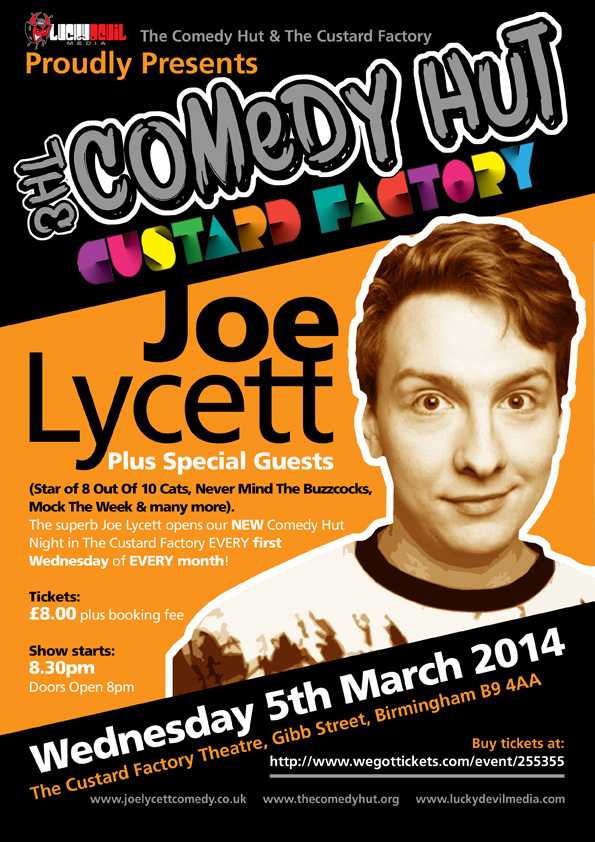 LUCKYDEVIL
MEDIA
The Comedy Hut & The Custard Factory
Proudly Presents
THE
COMEDY HUT
CUSTARD FACTORY
Joe
Lycett
Plus Special Guests
(Star of 8 Out Of 10 Cats, Never Mind The Buzzcocks,
Mock The Week & many more).
The superb Joe Lycett opens our NEW Comedy Hut
Night in The Custard Factory EVERY first
Wednesday of EVERY month!
Tickets:
£8.00 plus booking fee
Show starts:
8.30pm
Doors Open 8pm
Wednesday 5th March 2014
The Custard Factory Theatre, Gibb Street, Birmingham B9 4AA
Buy tickets at:
http://www.wegottickets.com/event/255355
www.joelycettcomedy.co.uk www.thecomedyhut.org www.luckydevilmedia.com